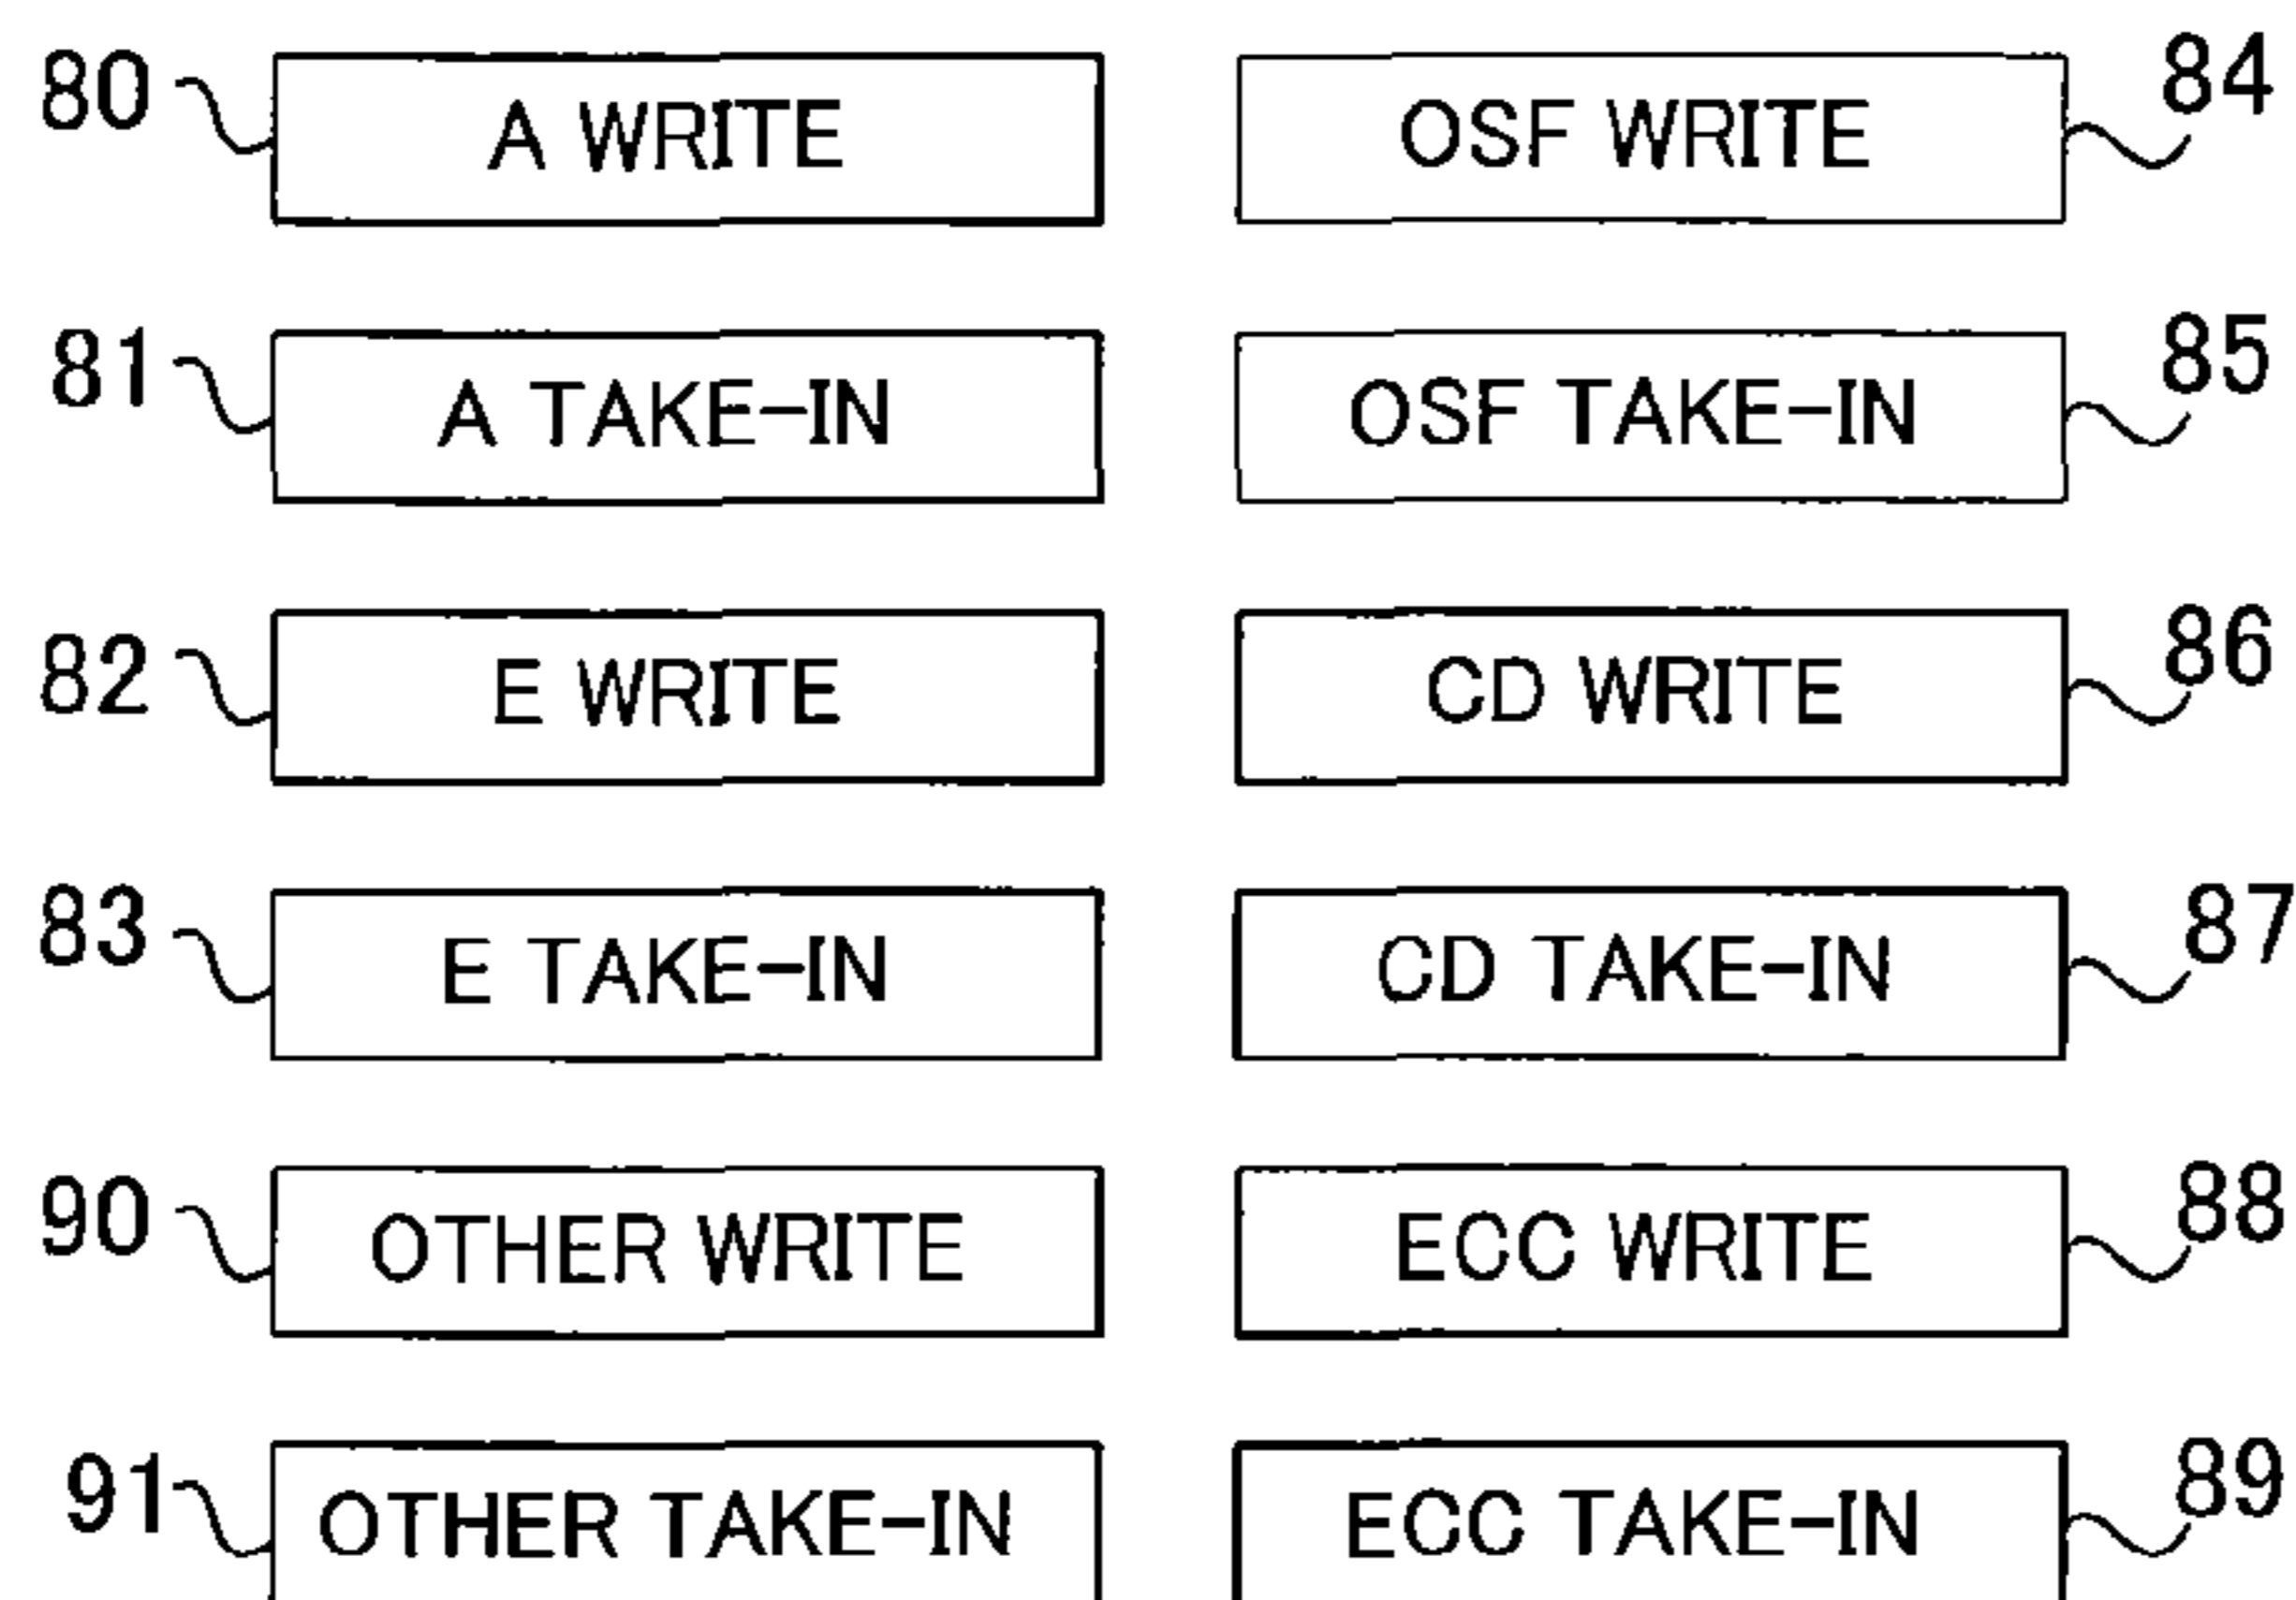 80 A WRITE OSF WRITE 84
81 A TAKE-IN OSF TAKE-IN 85
82 E WRITE CD WRITE 86
83 E TAKE-IN CD TAKE-IN 87
90 OTHER WRITE ECC WRITE 88
91 OTHER TAKE-IN ECC TAKE-IN 89